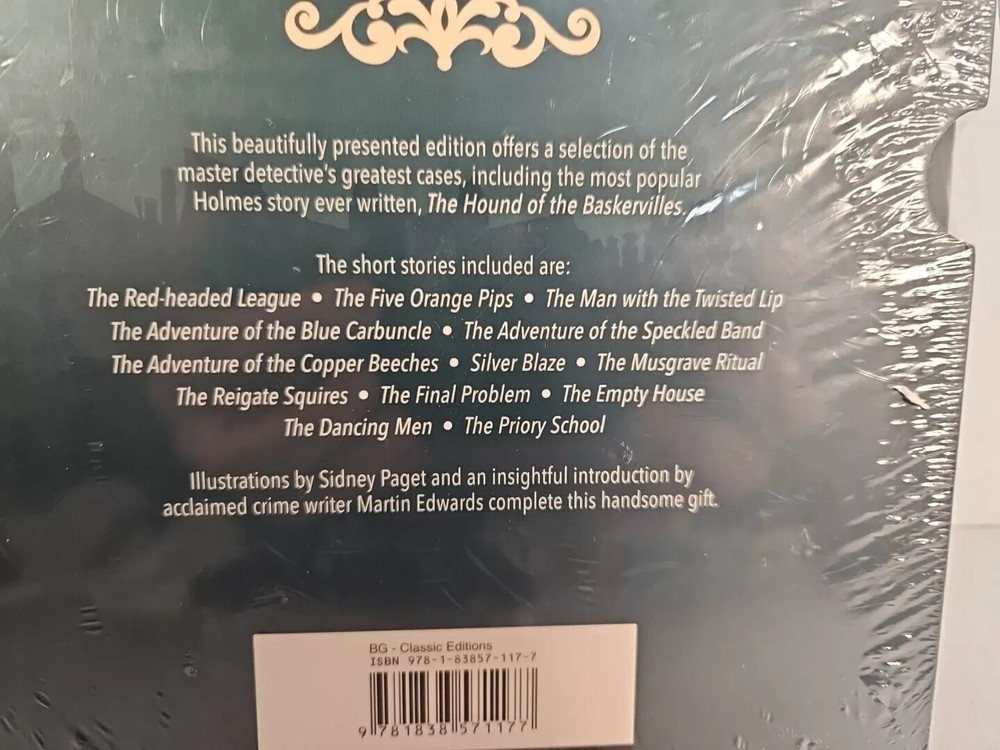 This beautifully presented edition offers a selection of the
master detective's greatest cases, including the most popular
Holmes story ever written, The Hound of the Baskervilles.
The short stories included are:
The Red-headed League • The Five Orange Pips • The Man with the Twisted Lip
The Adventure of the Blue Carbuncle • The Adventure of the Speckled Band
The Adventure of the Copper Beeches • Silver Blaze • The Musgrave Ritual
The Reigate Squires • The Final Problem • The Empty House
The Dancing Men • The Priory School
Illustrations by Sidney Paget and an insightful introduction by
acclaimed crime writer Martin Edwards complete this handsome gift.
BG - Classic Editions
ISBN 978-1-83857-117-7
9 781838 571177